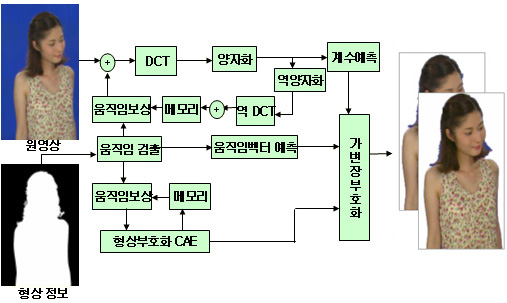 +
DCT
양자화
계수예측
역양자화
움직임보상
메모리
+
역 DCT
원영상
움직임 검출
움직임벡터 예측
가변장부호화
움직임보상
메모리
형상부호화 CAE
형상 정보